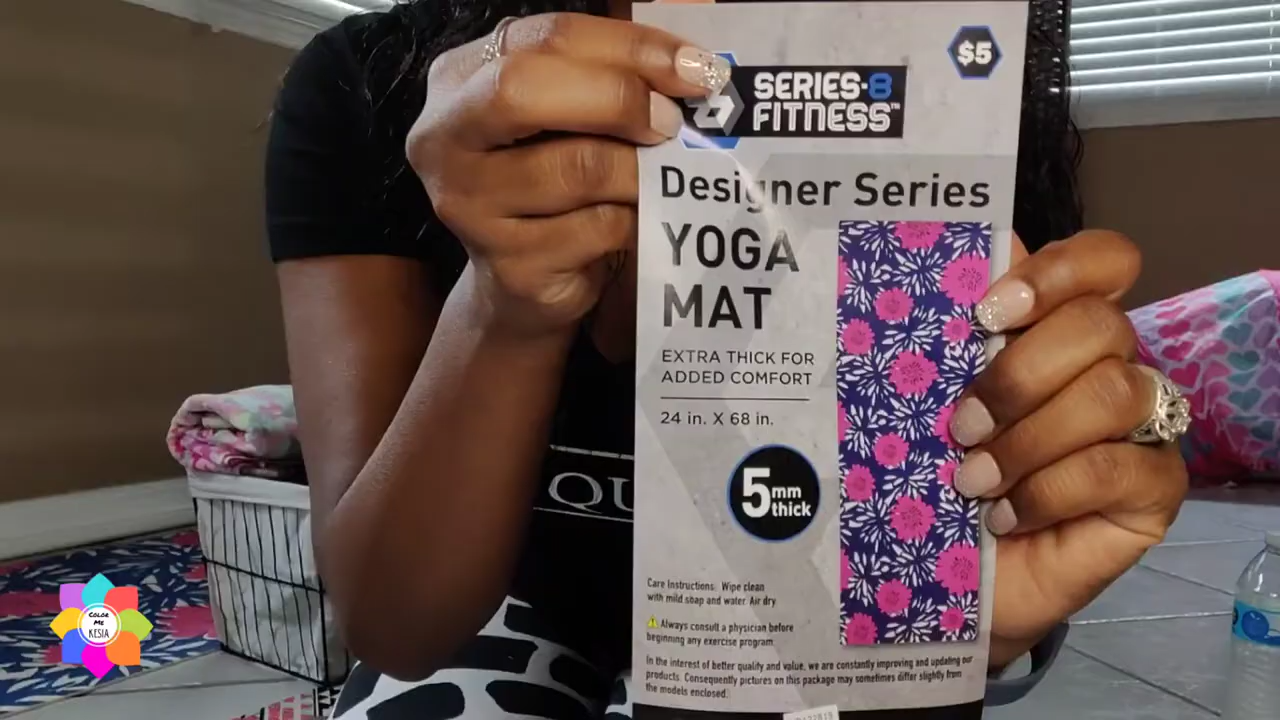 $5
SERIES-8
FITNESS™
Designer Series
YOGA
MAT
EXTRA THICK FOR
ADDED COMFORT
24 in. X 68 in.
5mm
thick
QU
Care Instructions: Wipe clean
with mild soap and water. Air dry
Always consult a physician before
beginning any exercise program
In the interest of better quality and value, we are constantly improving and updating our
products. Consequently pictures on this package may sometimes differ slightly from
the models enclosed.
COLOR
ME
KESIA